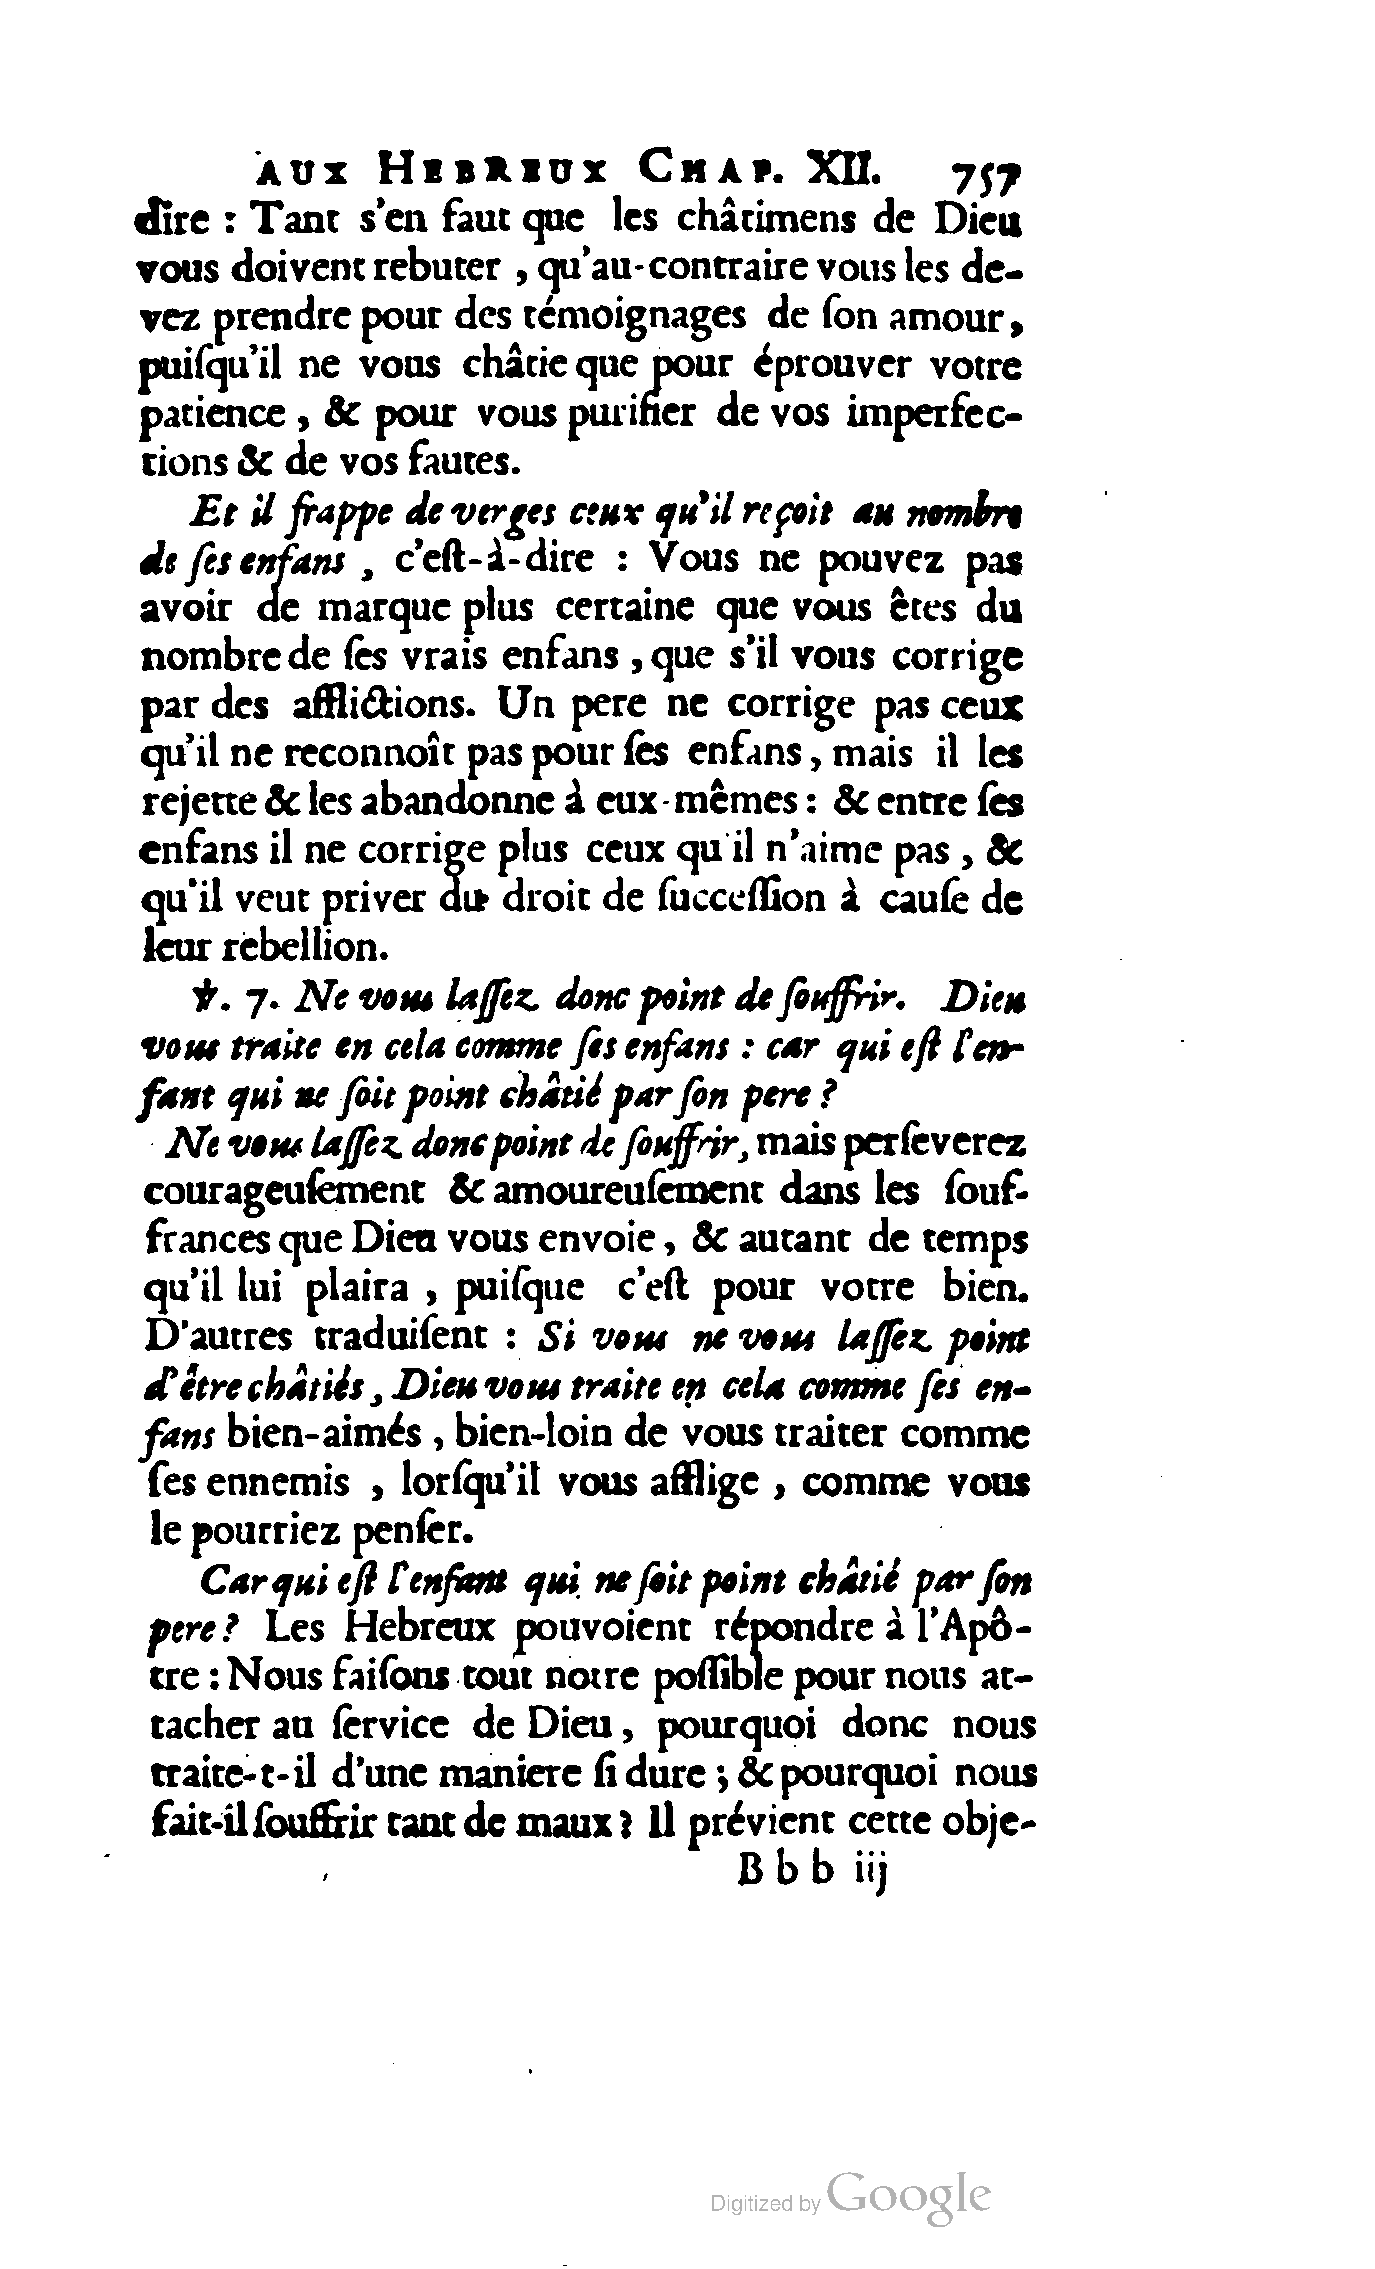 AUX HEBREUX CHAP. XII. 757
dire : Tant s'en faut que les châtimens de Dieu
vous doivent rebuter , qu'au-contraire vous les de-
vez prendre pour des témoignages de ſon amour,
puiſqu'il ne vous châtie que pour éprouver votre
patience , & pour vous purifier de vos imperfec-
tions & de vos fautes.
Et il frappe de verges ceux qu'il reçoit au nombre
de ſes enfans , c'eſt-à-dire : Vous ne pouvez pas
avoir de marque plus certaine que vous êtes du
nombre de ſes vrais enfans , que s'il vous corrige
par des afflictions. Un pere ne corrige pas ceux
qu'il ne reconnoît pas pour ſes enfans, mais il les
rejette & les abandonne à eux-mêmes : & entre ſes
enfans il ne corrige plus ceux qu'il n'aime pas , &
qu'il veut priver du droit de ſucceſſion à cauſe de
leur rebellion.
℣. 7. Ne vous laſſez donc point de ſouffrir. Dieu
vous traite en cela comme ſes enfans : car qui eſt l'en-
fant qui ne ſoit point châtié par ſon pere ?
Ne vous laſſez donc point de ſouffrir, mais perſeverez
courageuſement & amoureuſement dans les ſouf-
frances que Dieu vous envoie, & autant de temps
qu'il lui plaira , puiſque c'eſt pour votre bien.
D'autres traduiſent : Si vous ne vous laſſez point
d'être châtiés, Dieu vous traite en cela comme ſes en-
fans bien-aimés , bien-loin de vous traiter comme
ſes ennemis , lorſqu'il vous afflige , comme vous
le pourriez penſer.
Car qui eſt l'enfant qui ne ſoit point châtié par ſon
pere ? Les Hebreux pouvoient répondre à l'Apô-
tre : Nous faiſons tout notre poſſible pour nous at-
tacher au ſervice de Dieu, pourquoi donc nous
traite-t-il d'une maniere ſi dure ; & pourquoi nous
fait-il ſouffrir tant de maux ? Il prévient cette obje-
B b b iij
Digitized by Google